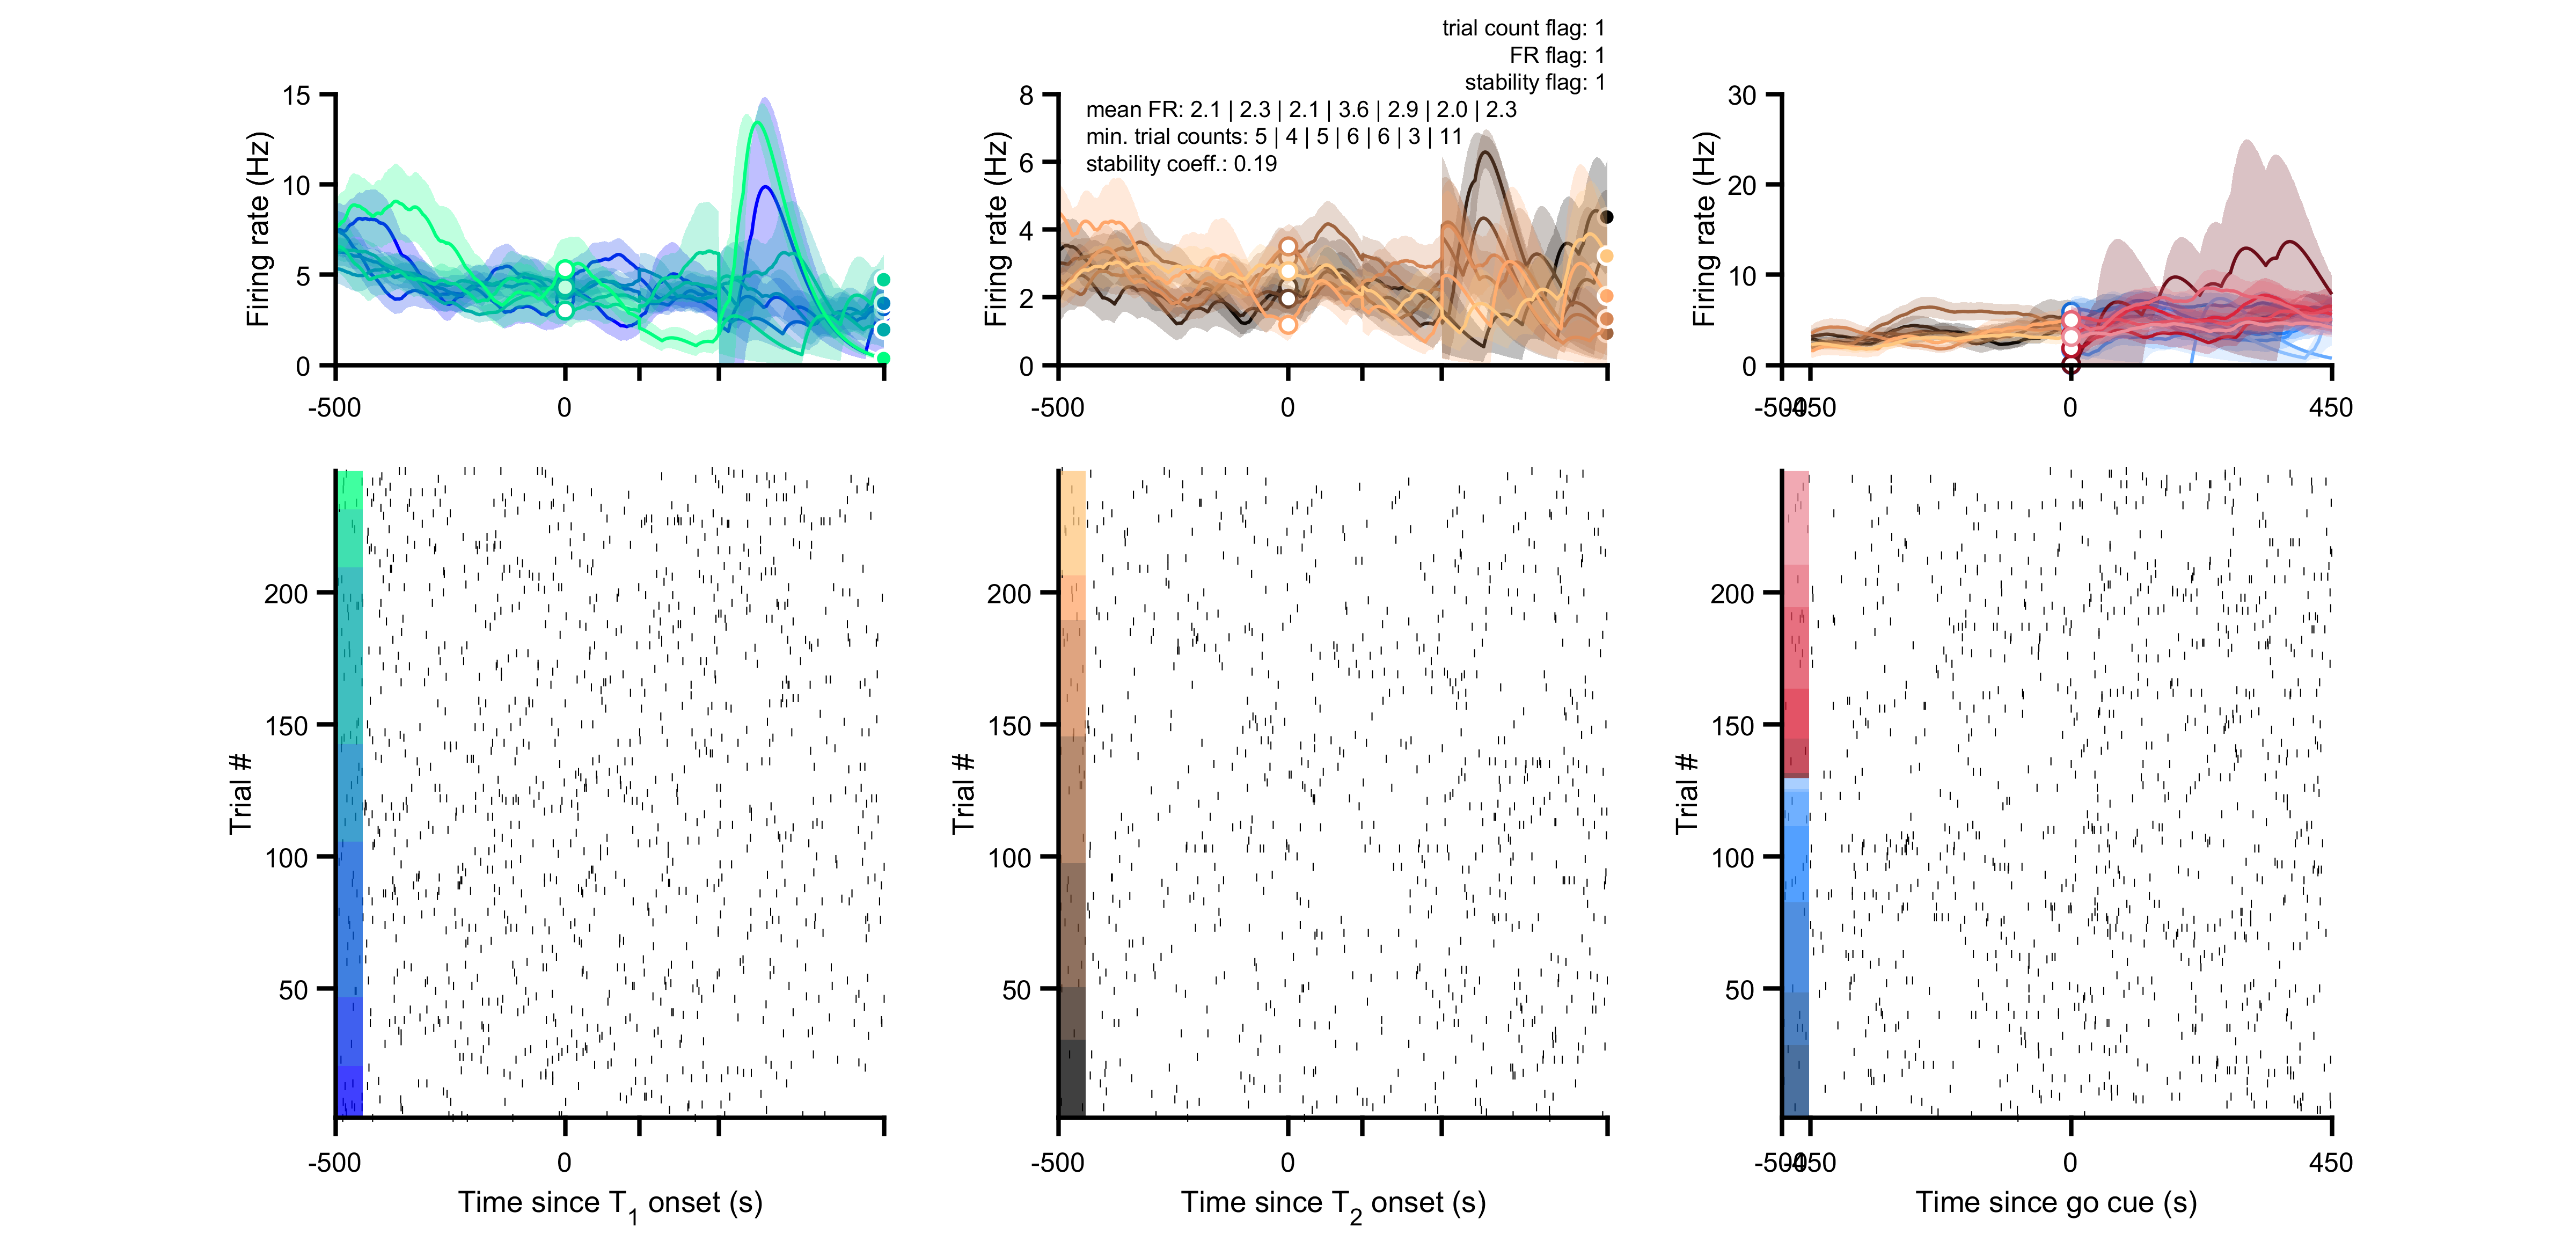 trial count flag: 1
FR flag: 1
stability flag: 1
mean FR: 2.1 | 2.3 | 2.1 | 3.6 | 2.9 | 2.0 | 2.3
min. trial counts: 5 | 4 | 5 | 6 | 6 | 3 | 11
stability coeff.: 0.19
Firing rate (Hz)
15
10
5
0
-500
0
Firing rate (Hz)
8
6
4
2
0
-500
0
Firing rate (Hz)
30
20
10
0
-500
-450
0
450
Trial #
200
150
100
50
-500
0
Time since T1 onset (s)
Trial #
200
150
100
50
-500
0
Time since T2 onset (s)
Trial #
200
150
100
50
-500
-450
0
450
Time since go cue (s)